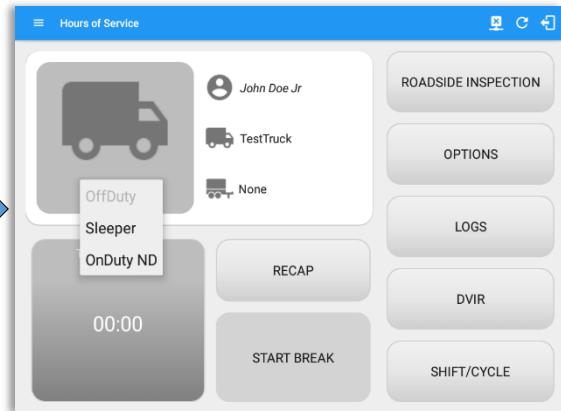 Hours of Service
John Doe Jr
TestTruck
None
OffDuty
Sleeper
OnDuty ND
00:00
RECAP
START BREAK
ROADSIDE INSPECTION
OPTIONS
LOGS
DVIR
SHIFT/CYCLE